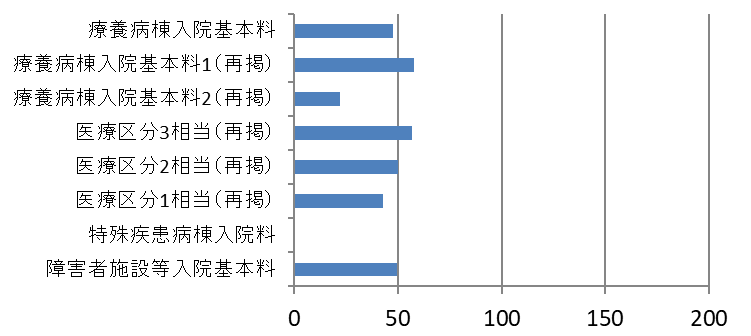 療養病棟入院基本料
療養病棟入院基本料1（再掲）
療養病棟入院基本料2（再掲）
医療区分3相当（再掲）
医療区分2相当（再掲）
医療区分1相当（再掲）
特殊疾患病棟入院料
障害者施設等入院基本料
0 50 100 150 200